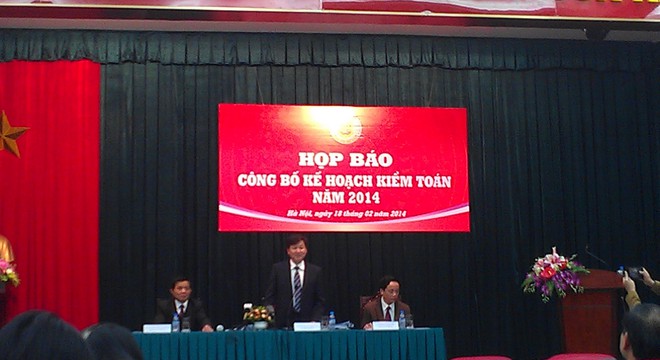 HỌP BÁO
CÔNG BỐ KẾ HOẠCH KIỂM TOÁN
NĂM 2014
Hà Nội, ngày 18 tháng 02 năm 2014